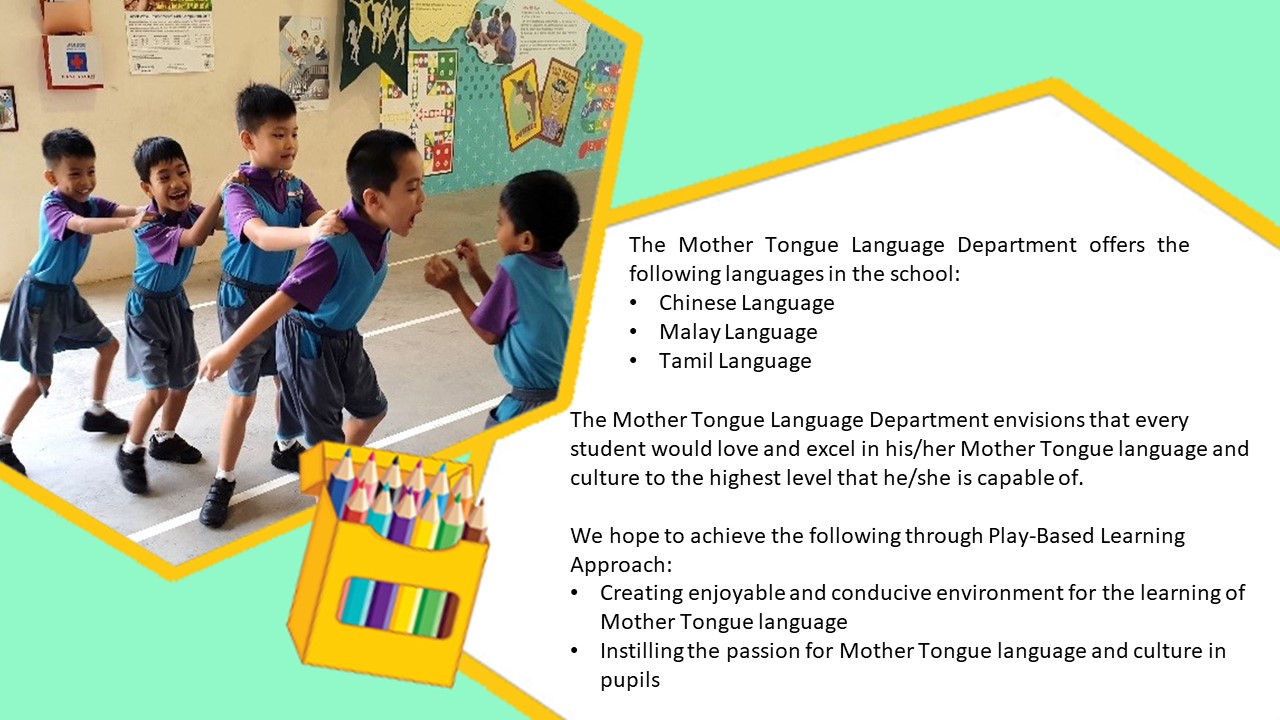 The Mother Tongue Language Department offers the
following languages in the school:
• Chinese Language
• Malay Language
• Tamil Language
The Mother Tongue Language Department envisions that every
student would love and excel in his/her Mother Tongue language and
culture to the highest level that he/she is capable of.
We hope to achieve the following through Play-Based Learning
Approach:
• Creating enjoyable and conducive environment for the learning of
Mother Tongue language
• Instilling the passion for Mother Tongue language and culture in
pupils